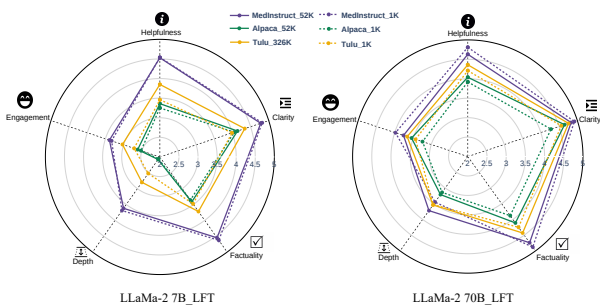 MedInstruct_52K
MedInstruct_1K
Alpaca_52K
Alpaca_1K
Tulu_326K
Tulu_1K
Helpfulness
Clarity
Engagement
2 2.5 3 3.5 4 4.5 5
Depth
Factuality
LLaMa-2 7B_LFT
Helpfulness
Clarity
Engagement
2 2.5 3 3.5 4 4.5 5
Depth
Factuality
LLaMa-2 70B_LFT